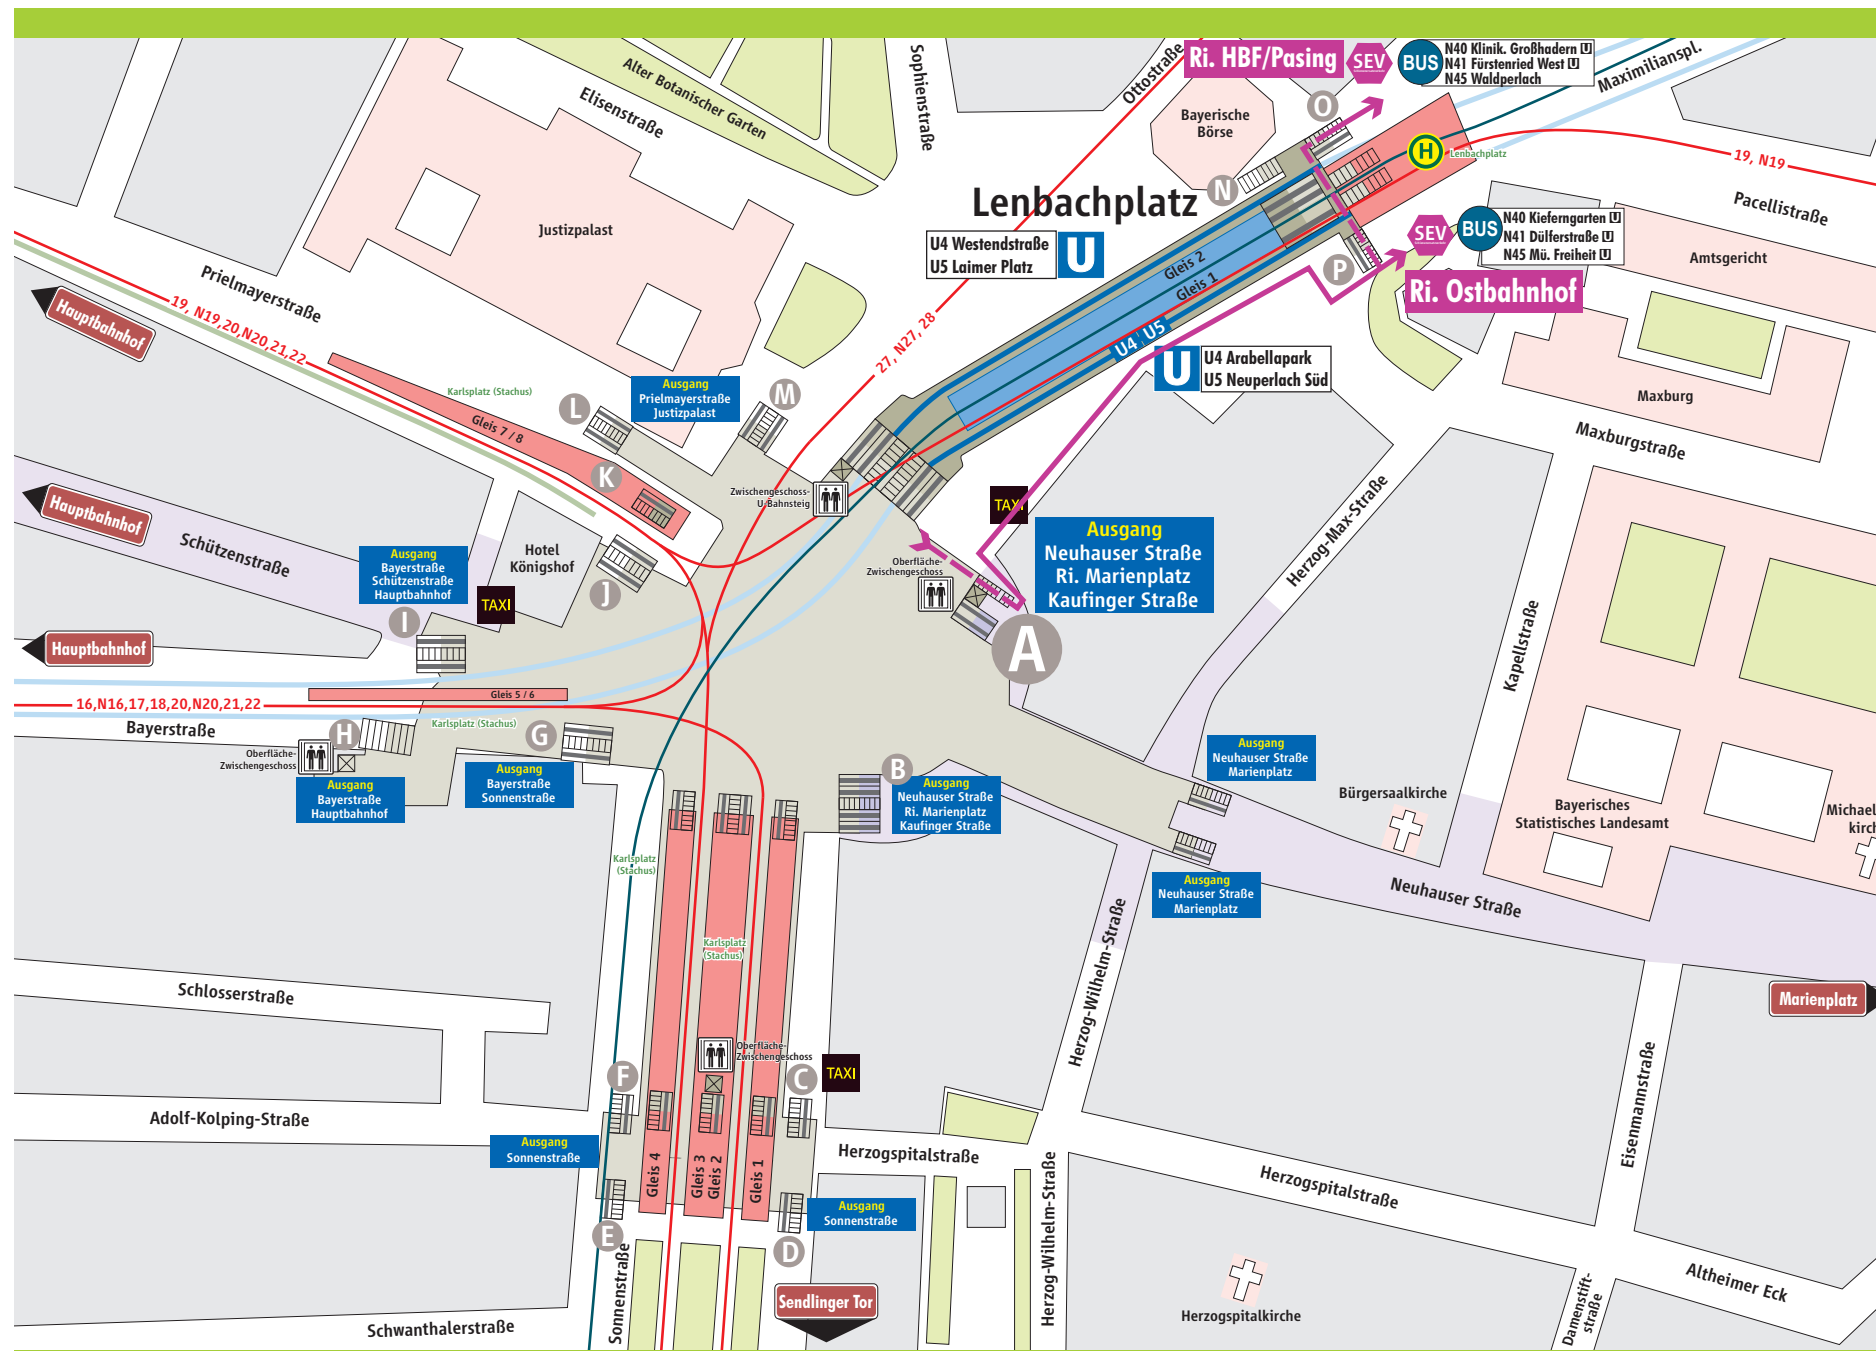 Ri. HBF/Pasing
SEV
BUS
N40 Klinik. Großhadern U
N41 Fürstenried West U
N45 Waldperlach
Maximilianspl.
Ottostraße
Sophienstraße
Alter Botanischer Garten
Elisenstraße
Bayerische
Börse
O
H
Lenbachplatz
19, N19
Pacellistraße
N
Lenbachplatz
U4 Westendstraße
U5 Laimer Platz
U
SEV
BUS
N40 Kieferngarten U
N41 Dülferstraße U
N45 Mü. Freiheit U
Ri. Ostbahnhof
P
Amtsgericht
Justizpalast
Gleis 2
Gleis 1
U4 U5
U
U4 Arabellapark
U5 Neuperlach Süd
Prielmayerstraße
Hauptbahnhof
19, N19,20,N20,21,22
27, N27, 28
Maxburg
Maxburgstraße
Karlsplatz (Stachus)
Gleis 7 / 8
Ausgang
Prielmayerstraße
Justizpalast
L
M
K
Zwischengeschoss-
U-Bahnsteig
TAXI
Ausgang
Neuhauser Straße
Ri. Marienplatz
Kaufinger Straße
Oberfläche-
Zwischengeschoss
A
Herzog-Max-Straße
Kapellstraße
Hauptbahnhof
Schützenstraße
Hotel
Königshof
Ausgang
Bayerstraße
Schützenstraße
Hauptbahnhof
TAXI
J
I
Hauptbahnhof
Gleis 5 / 6
16,N16,17,18,20,N20,21,22
Karlsplatz (Stachus)
Bayerstraße
H
G
Oberfläche-
Zwischengeschoss
Ausgang
Bayerstraße
Hauptbahnhof
Ausgang
Bayerstraße
Sonnenstraße
B
Ausgang
Neuhauser Straße
Ri. Marienplatz
Kaufinger Straße
Ausgang
Neuhauser Straße
Marienplatz
Bürgersaalkirche
Bayerisches
Statistisches Landesamt
Michael
kirch
Ausgang
Neuhauser Straße
Marienplatz
Neuhauser Straße
Karlsplatz
(Stachus)
Karlsplatz
(Stachus)
Herzog-Wilhelm-Straße
Marienplatz
Schlosserstraße
Oberfläche-
Zwischengeschoss
TAXI
F
C
Adolf-Kolping-Straße
Ausgang
Sonnenstraße
Gleis 4
Gleis 3
Gleis 2
Gleis 1
Herzogspitalstraße
Herzogspitalstraße
Eisenmannstraße
Herzog-Wilhelm-Straße
Ausgang
Sonnenstraße
E
D
Sonnenstraße
Sendlinger Tor
Schwanthalerstraße
Herzogspitalkirche
Damenstift-
straße
Altheimer Eck